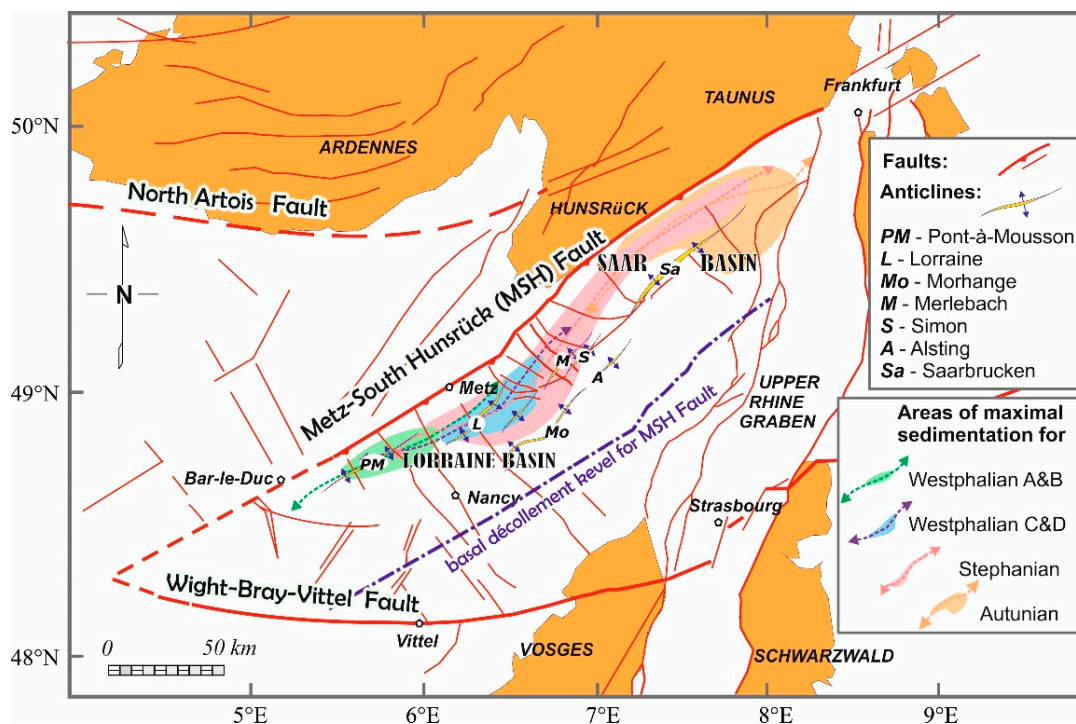 50°N
49°N
48°N
5°E
6°E
7°E
8°E
9°E
TAUNUS
Frankfurt
ARDENNES
North Artois Fault
HUNSRüCK
Metz-South Hunsrück (MSH) Fault
SAAR BASIN
Sa
N
M
S
A
Metz
L
Mo
PM
LORRAINE BASIN
Bar-le-Duc
Nancy
basal décollement kevel for MSH Fault
UPPER
RHINE
GRABEN
Strasbourg
Wight-Bray-Vittel Fault
Vittel
VOSGES
SCHWARZWALD
0 50 km
Faults:
Anticlines:
PM - Pont-à-Mousson
L - Lorraine
Mo - Morhange
M - Merlebach
S - Simon
A - Alsting
Sa - Saarbrucken
Areas of maximal
sedimentation for
Westphalian A&B
Westphalian C&D
Stephanian
Autunian